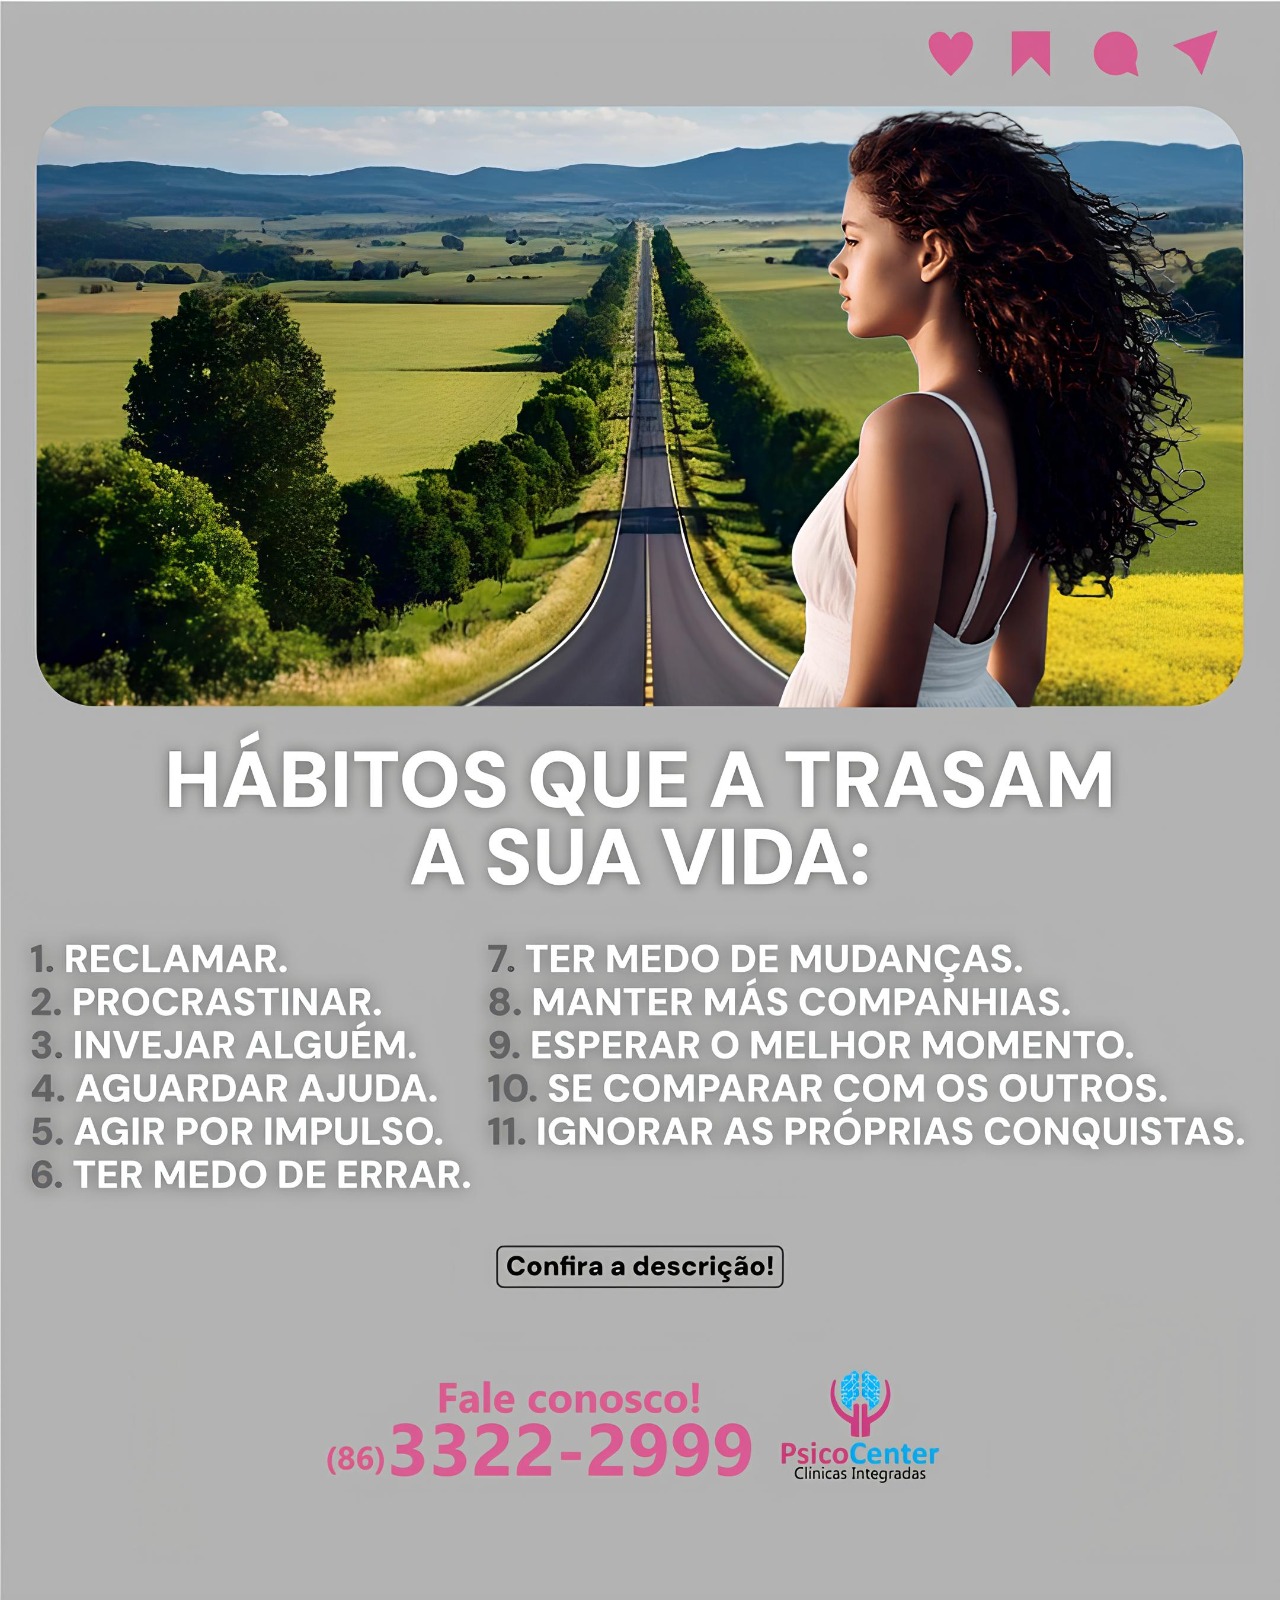 HÁBITOS QUE A TRASAM
A SUA VIDA:
1. RECLAMAR.
2. PROCRASTINAR.
3. INVEJAR ALGUÉM.
4. AGUARDAR AJUDA.
5. AGIR POR IMPULSO.
6. TER MEDO DE ERRAR.
7. TER MEDO DE MUDANÇAS.
8. MANTER MÁS COMPANHIAS.
9. ESPERAR O MELHOR MOMENTO.
10. SE COMPARAR COM OS OUTROS.
11. IGNORAR AS PRÓPRIAS CONQUISTAS.
Confira a descrição!
Fale conosco!
(86) 3322-2999
PsicoCenter
Clinicas Integradas